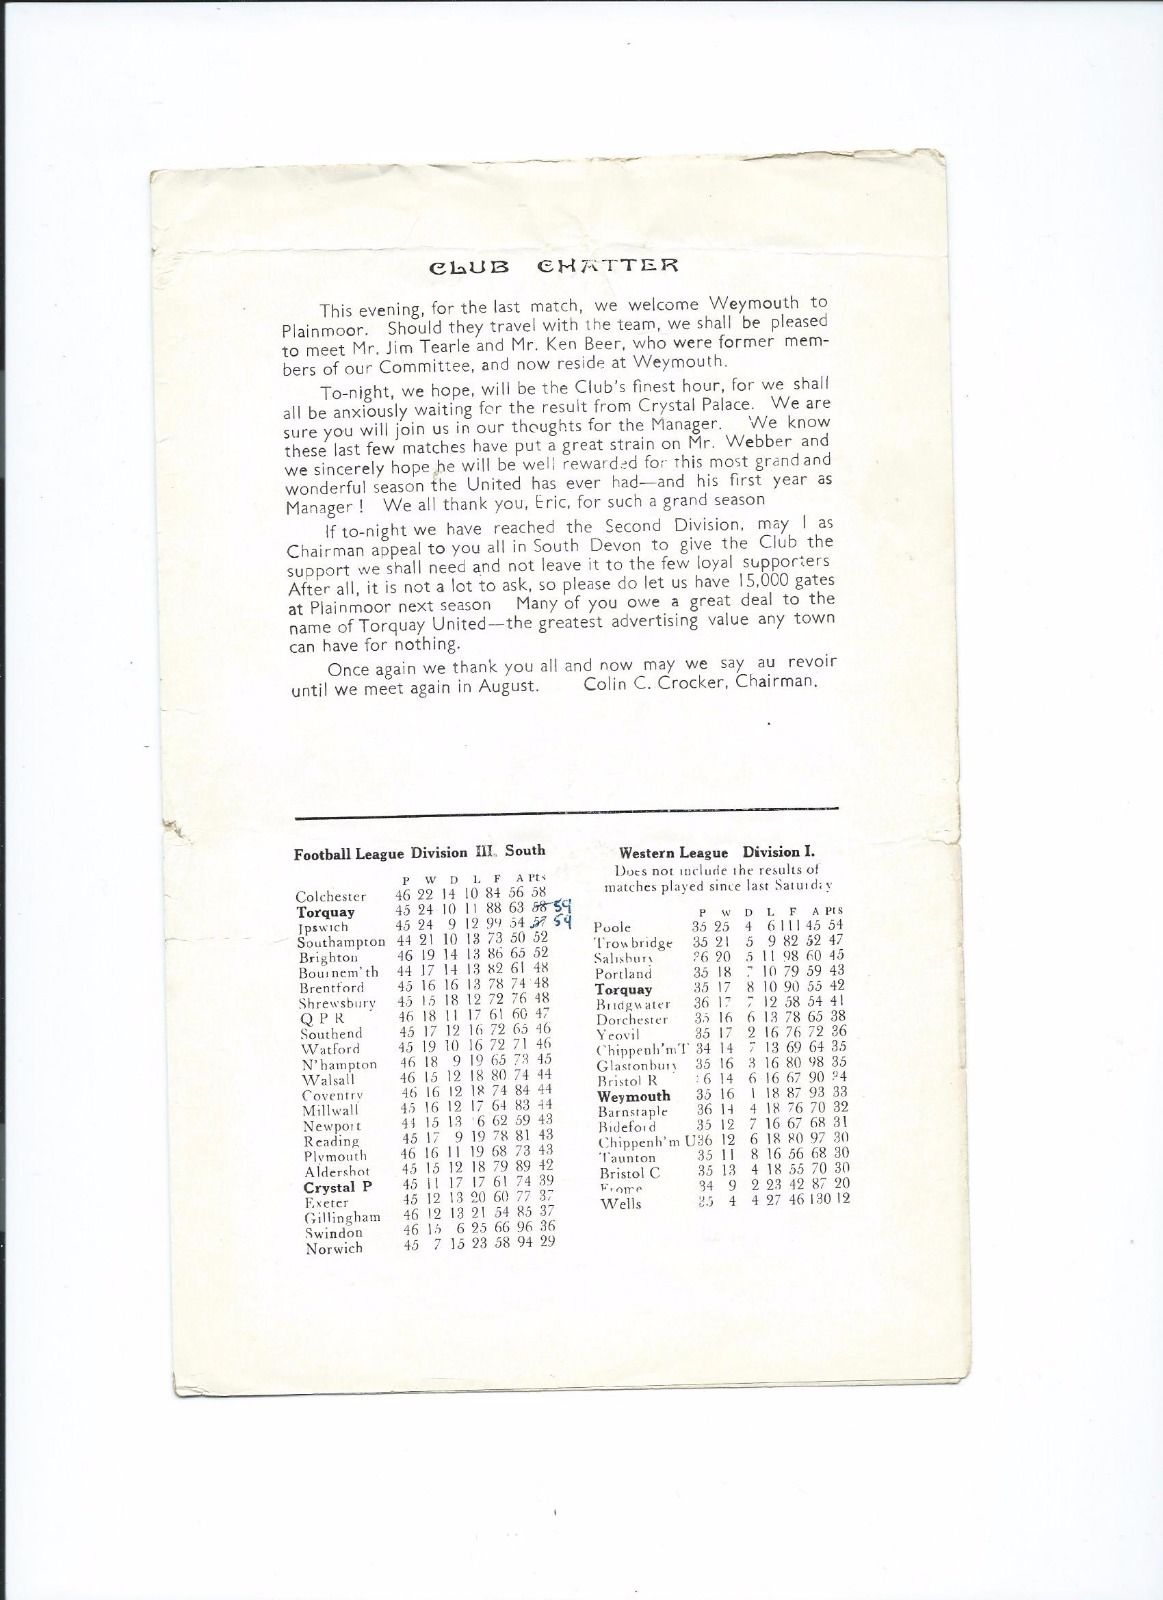 CLUB CHATTER
This evening, for the last match, we welcome Weymouth to
Plainmoor. Should they travel with the team, we shall be pleased
to meet Mr. Jim Tearle and Mr. Ken Beer, who were former mem-
bers of our Committee, and now reside at Weymouth.
To-night, we hope, will be the Club's finest hour, for we shall
all be anxiously waiting for the result from Crystal Palace. We are
sure you will join us in our thoughts for the Manager. We know
these last few matches have put a great strain on Mr. Webber and
we sincerely hope he will be well rewarded for this most grand and
wonderful season the United has ever had—and his first year as
Manager ! We all thank you, Eric, for such a grand season
If to-night we have reached the Second Division, may I as
Chairman appeal to you all in South Devon to give the Club the
support we shall need and not leave it to the few loyal supporters
After all, it is not a lot to ask, so please do let us have 15,000 gates
at Plainmoor next season Many of you owe a great deal to the
name of Torquay United—the greatest advertising value any town
can have for nothing.
Once again we thank you all and now may we say au revoir
until we meet again in August. Colin C. Crocker, Chairman.
Football League Division III. South
P W D L F A Pts
Colchester 46 22 14 10 84 56 58
Torquay 45 24 10 11 88 63 58 59
Ipswich 45 24 9 12 99 54 57 59
Southampton 44 21 10 13 73 50 52
Brighton 46 19 14 13 86 65 52
Bournem'th 44 17 14 13 82 61 48
Brentford 45 16 16 13 78 74 48
Shrewsbury 45 15 18 12 72 76 48
Q P R 46 18 11 17 61 60 47
Southend 45 17 12 16 72 65 46
Watford 45 19 10 16 72 71 46
N'hampton 46 18 9 19 65 73 45
Walsall 46 15 12 18 80 74 44
Coventry 46 16 12 18 74 84 44
Millwall 45 16 12 17 64 83 44
Newport 44 15 13 6 62 59 43
Reading 45 17 9 19 78 81 43
Plymouth 46 16 11 19 68 73 43
Aldershot 45 15 12 18 79 89 42
Crystal P 45 11 17 17 61 74 39
Exeter 45 12 13 20 60 77 37
Gillingham 46 12 13 21 54 85 37
Swindon 46 15 6 25 66 96 36
Norwich 45 7 15 23 58 94 29
Western League Division I.
Does not include the results of
matches played since last Saturday
P W D L F A Pts
Poole 35 25 4 6 111 45 54
Trowbridge 35 21 5 9 82 52 47
Salisbury 36 20 5 11 98 60 45
Portland 35 18 7 10 79 59 43
Torquay 35 17 8 10 90 55 42
Bridgwater 36 17 7 12 58 54 41
Dorchester 35 16 6 13 78 65 38
Yeovil 35 17 2 16 76 72 36
Chippenh'm T 34 14 7 13 69 64 35
Glastonbury 35 16 3 16 80 98 35
Bristol R 6 14 6 16 67 90 34
Weymouth 35 16 1 18 87 93 33
Barnstaple 36 14 4 18 76 70 32
Bideford 35 12 7 16 67 68 31
Chippenh'm U 36 12 6 18 80 97 30
Taunton 35 11 8 16 56 68 30
Bristol C 35 13 4 18 55 70 30
Frome 34 9 2 23 42 87 20
Wells 35 4 4 27 46 130 12